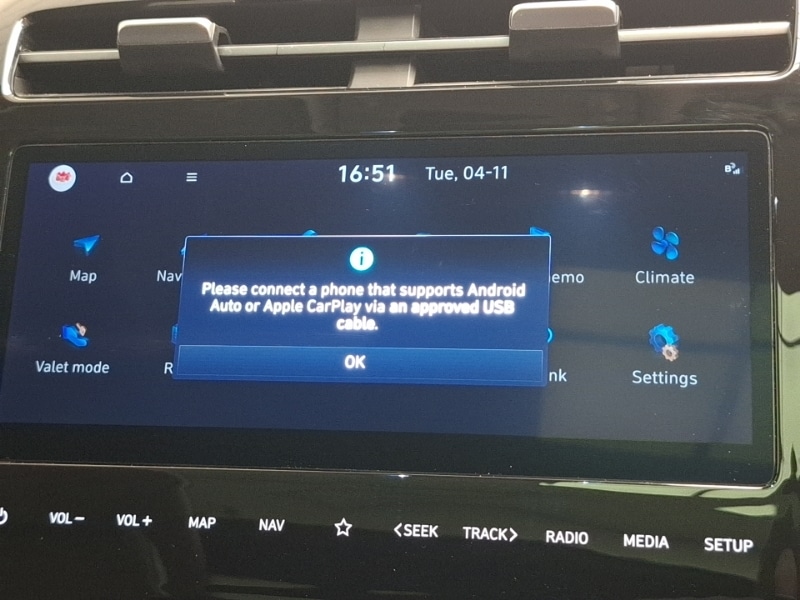 16:51 Tue, 04-11
Map
Nav
emo
Climate
Please connect a phone that supports Android
Auto or Apple CarPlay via an approved USB
cable.
OK
Valet mode
R
nk
Settings
VOL− VOL+ MAP NAV <SEEK TRACK> RADIO MEDIA SETUP